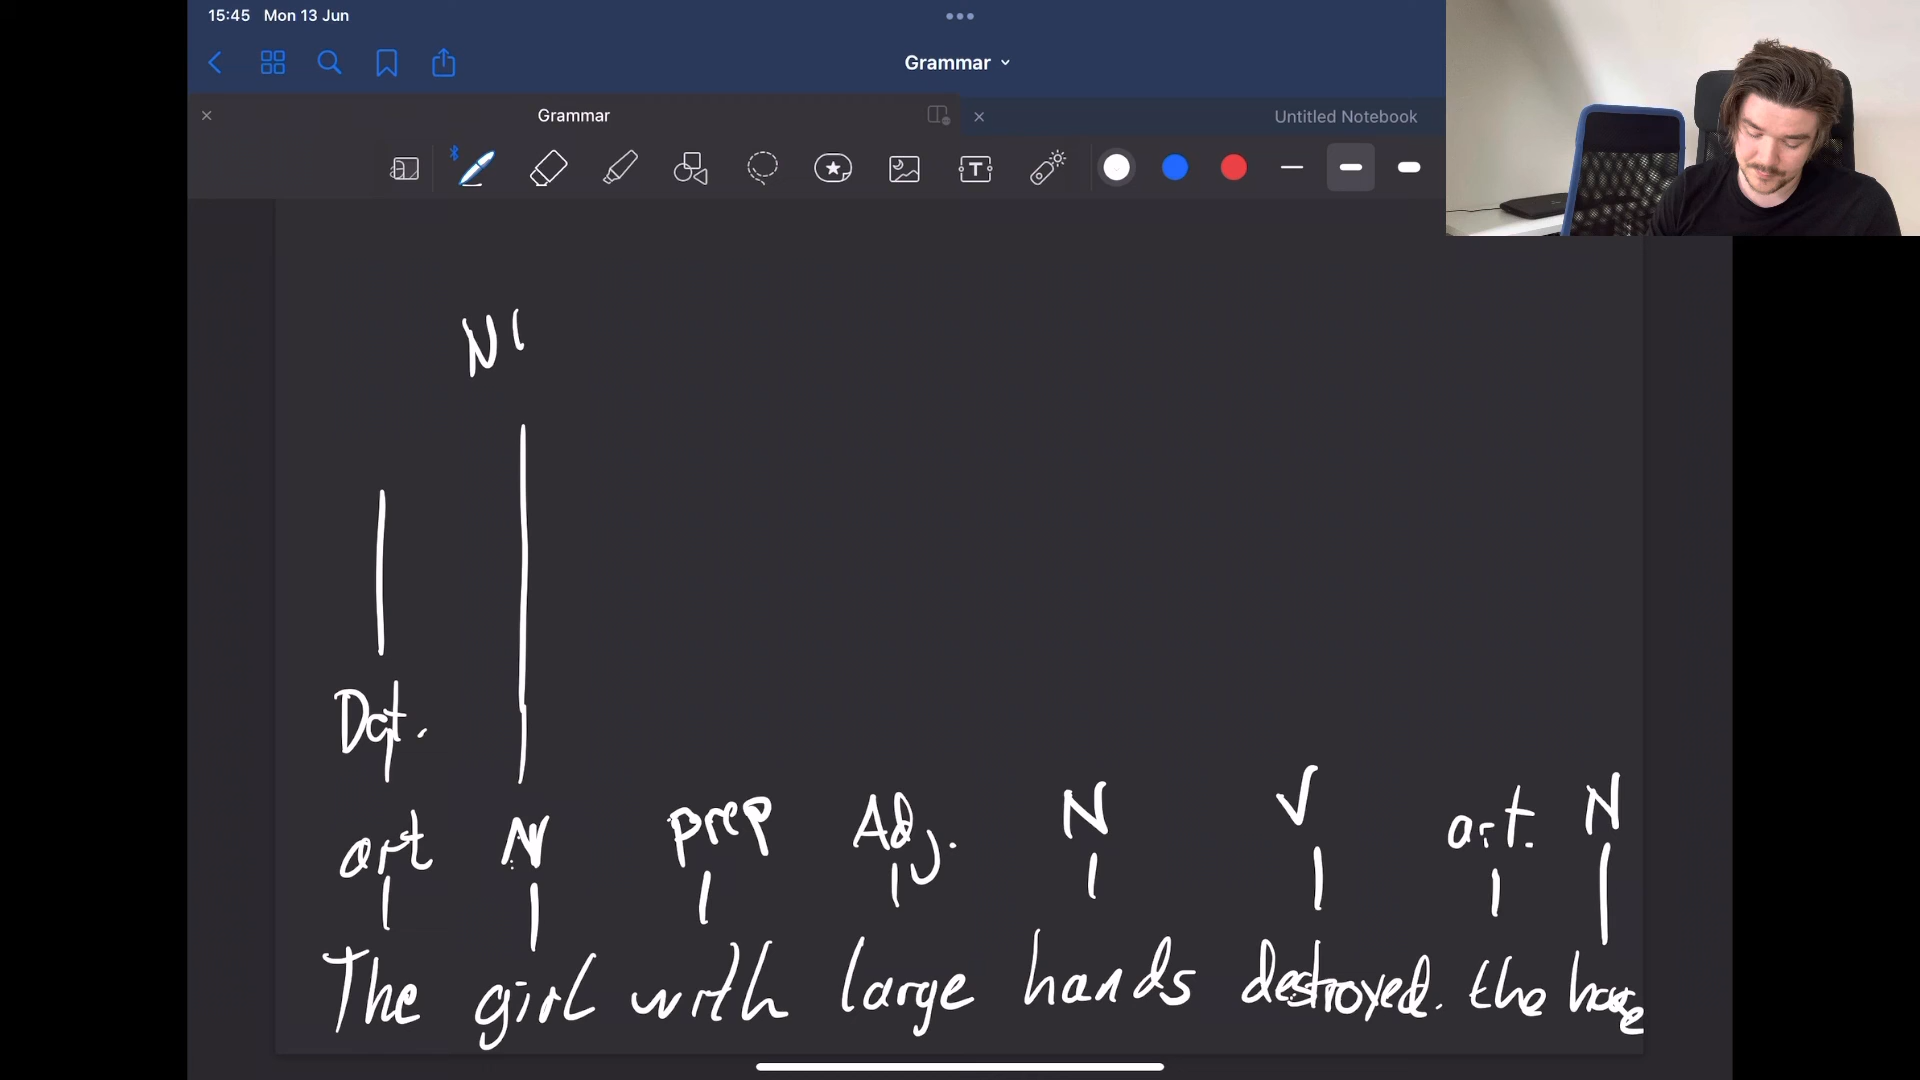 15:45 Mon 13 Jun
Grammar
Grammar
Untitled Notebook
T
N'
Det.
art N prep Adj. N V art. N
The girl with large hands destroyed. the house